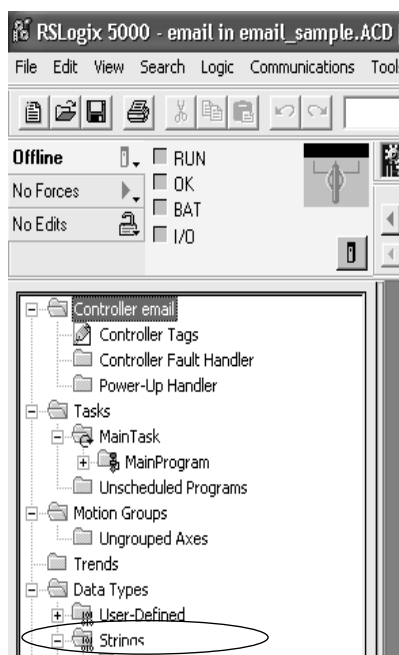 RSLogix 5000 - email in email_sample.ACD
File Edit View Search Logic Communications Tools
Offline
RUN
No Forces
OK
No Edits
BAT
I/O
Controller email
Controller Tags
Controller Fault Handler
Power-Up Handler
Tasks
MainTask
MainProgram
Unscheduled Programs
Motion Groups
Ungrouped Axes
Trends
Data Types
User-Defined
Strings